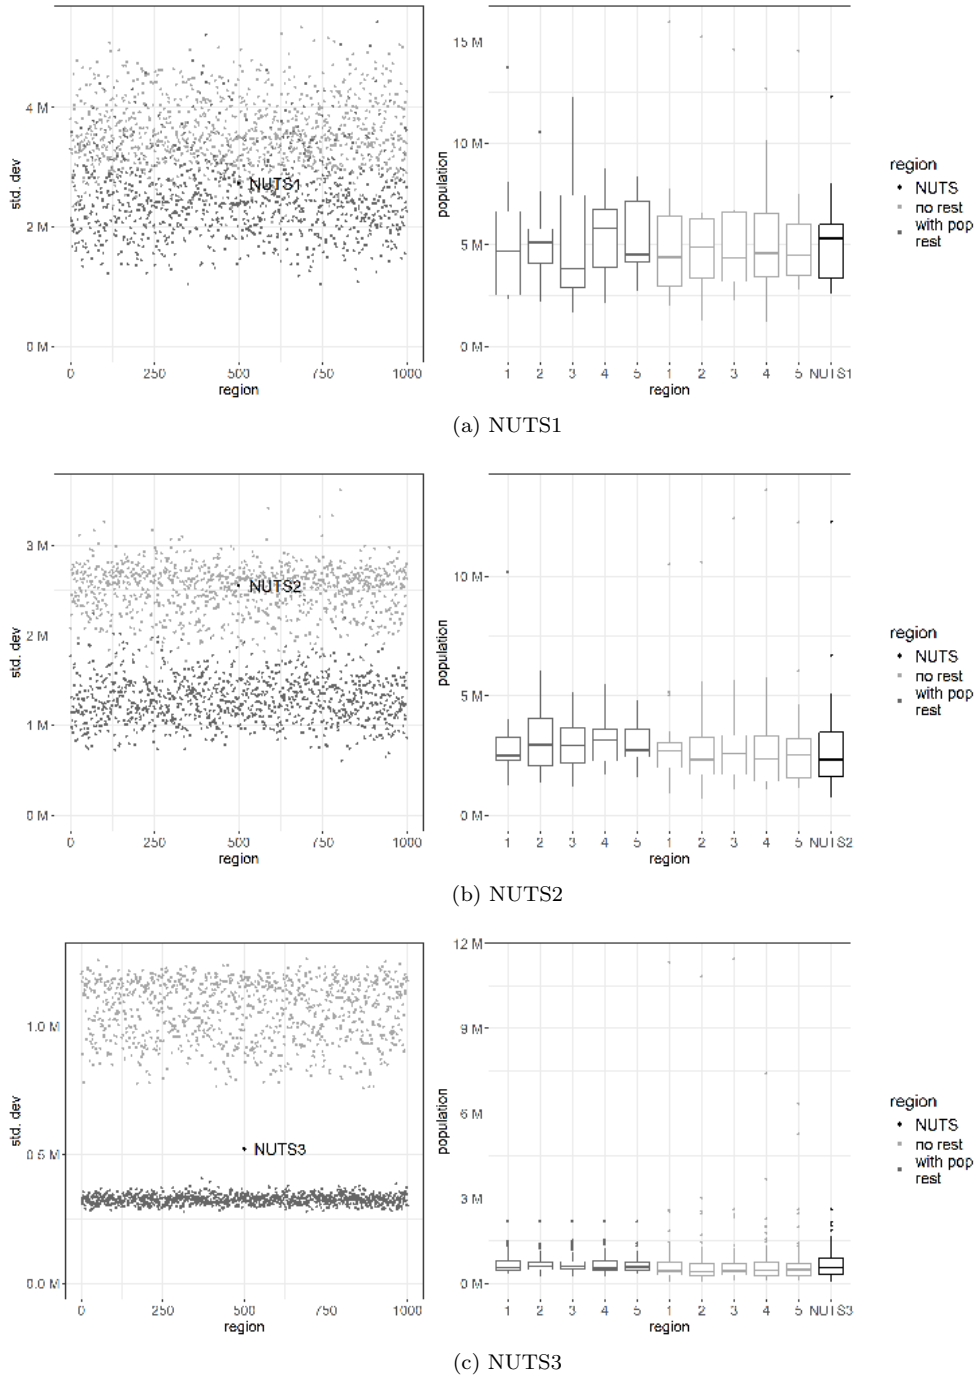 4 M
2 M
0 M
std. dev
NUTS1
0 250 500 750 1000
region
15 M
10 M
5 M
0 M
population
1 2 3 4 5 1 2 3 4 5 NUTS1
region
region
NUTS
no rest
with pop
rest
(a) NUTS1
3 M
2 M
1 M
0 M
std. dev
NUTS2
0 250 500 750 1000
region
10 M
5 M
0 M
population
1 2 3 4 5 1 2 3 4 5 NUTS2
region
region
NUTS
no rest
with pop
rest
(b) NUTS2
1.0 M
0.5 M
0.0 M
std. dev
NUTS3
0 250 500 750 1000
region
12 M
9 M
6 M
3 M
0 M
population
1 2 3 4 5 1 2 3 4 5 NUTS3
region
region
NUTS
no rest
with pop
rest
(c) NUTS3